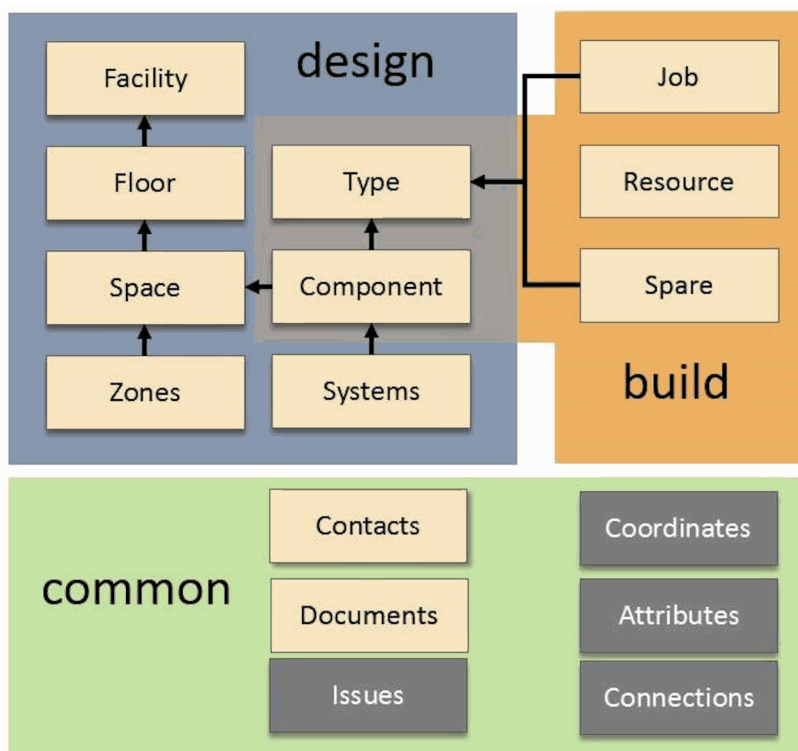 design
Facility
Job
Floor
Type
Resource
Space
Component
Spare
Zones
Systems
build
Contacts
Coordinates
common
Documents
Attributes
Issues
Connections